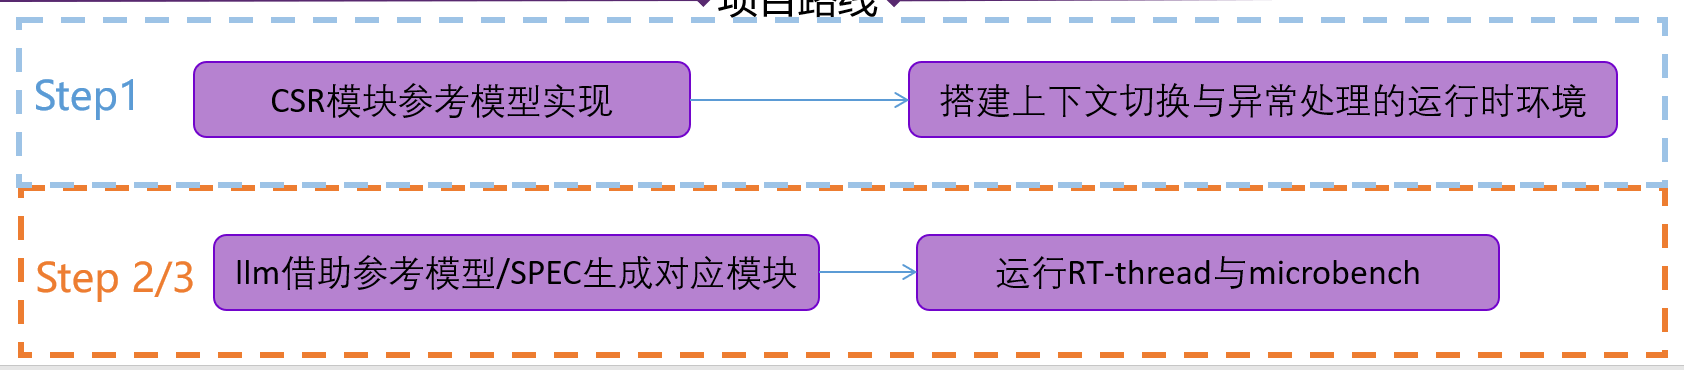 项目路线
Step1
CSR模块参考模型实现
搭建上下文切换与异常处理的运行时环境
Step 2/3
llm借助参考模型/SPEC生成对应模块
运行RT-thread与microbench